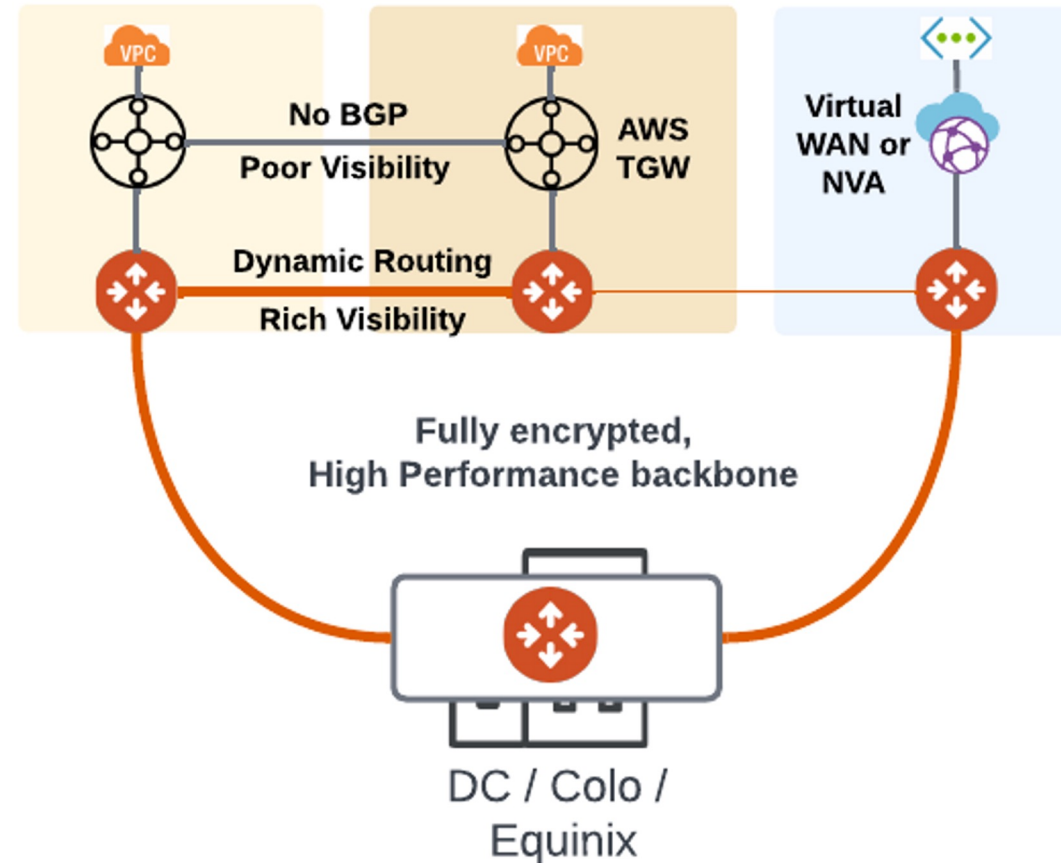 VPC
VPC
No BGP
Poor Visibility
AWS
TGW
Virtual
WAN or
NVA
Dynamic Routing
Rich Visibility
Fully encrypted,
High Performance backbone
DC / Colo /
Equinix